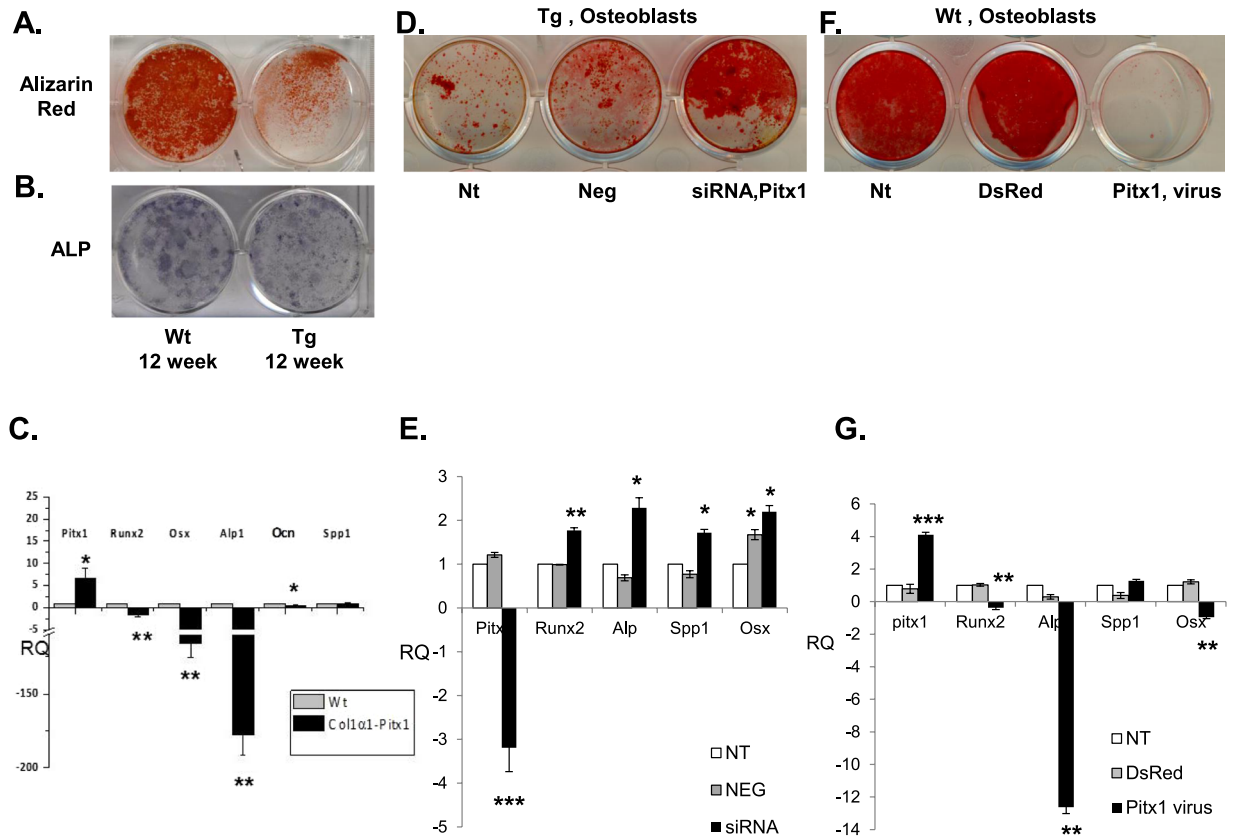 A.
Alizarin
Red
B.
ALP
Wt
12 week
Tg
12 week
D.
Tg , Osteoblasts
Nt
Neg
siRNA,Pitx1
F.
Wt , Osteoblasts
Nt
DsRed
Pitx1, virus
C.
25
20
15
10
5
0
-5
-150
-200
RQ
Pitx1
Runx2
Osx
Alp1
Ocn
Spp1
*
**
**
**
*
Wt
Col1α1-Pitx1
E.
3
2
1
0
-1
-2
-3
-4
-5
RQ
Pitx
Runx2
Alp
Spp1
Osx
***
**
*
*
*
*
NT
NEG
siRNA
G.
6
4
2
0
-2
-4
-6
-8
-10
-12
-14
RQ
pitx1
Runx2
Alp
Spp1
Osx
***
**
**
**
NT
DsRed
Pitx1 virus